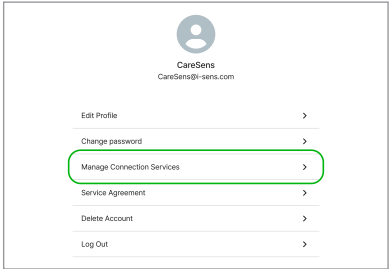 CareSens
CareSens@i-sens.com
Edit Profile
Change password
Manage Connection Services
Service Agreement
Delete Account
Log Out